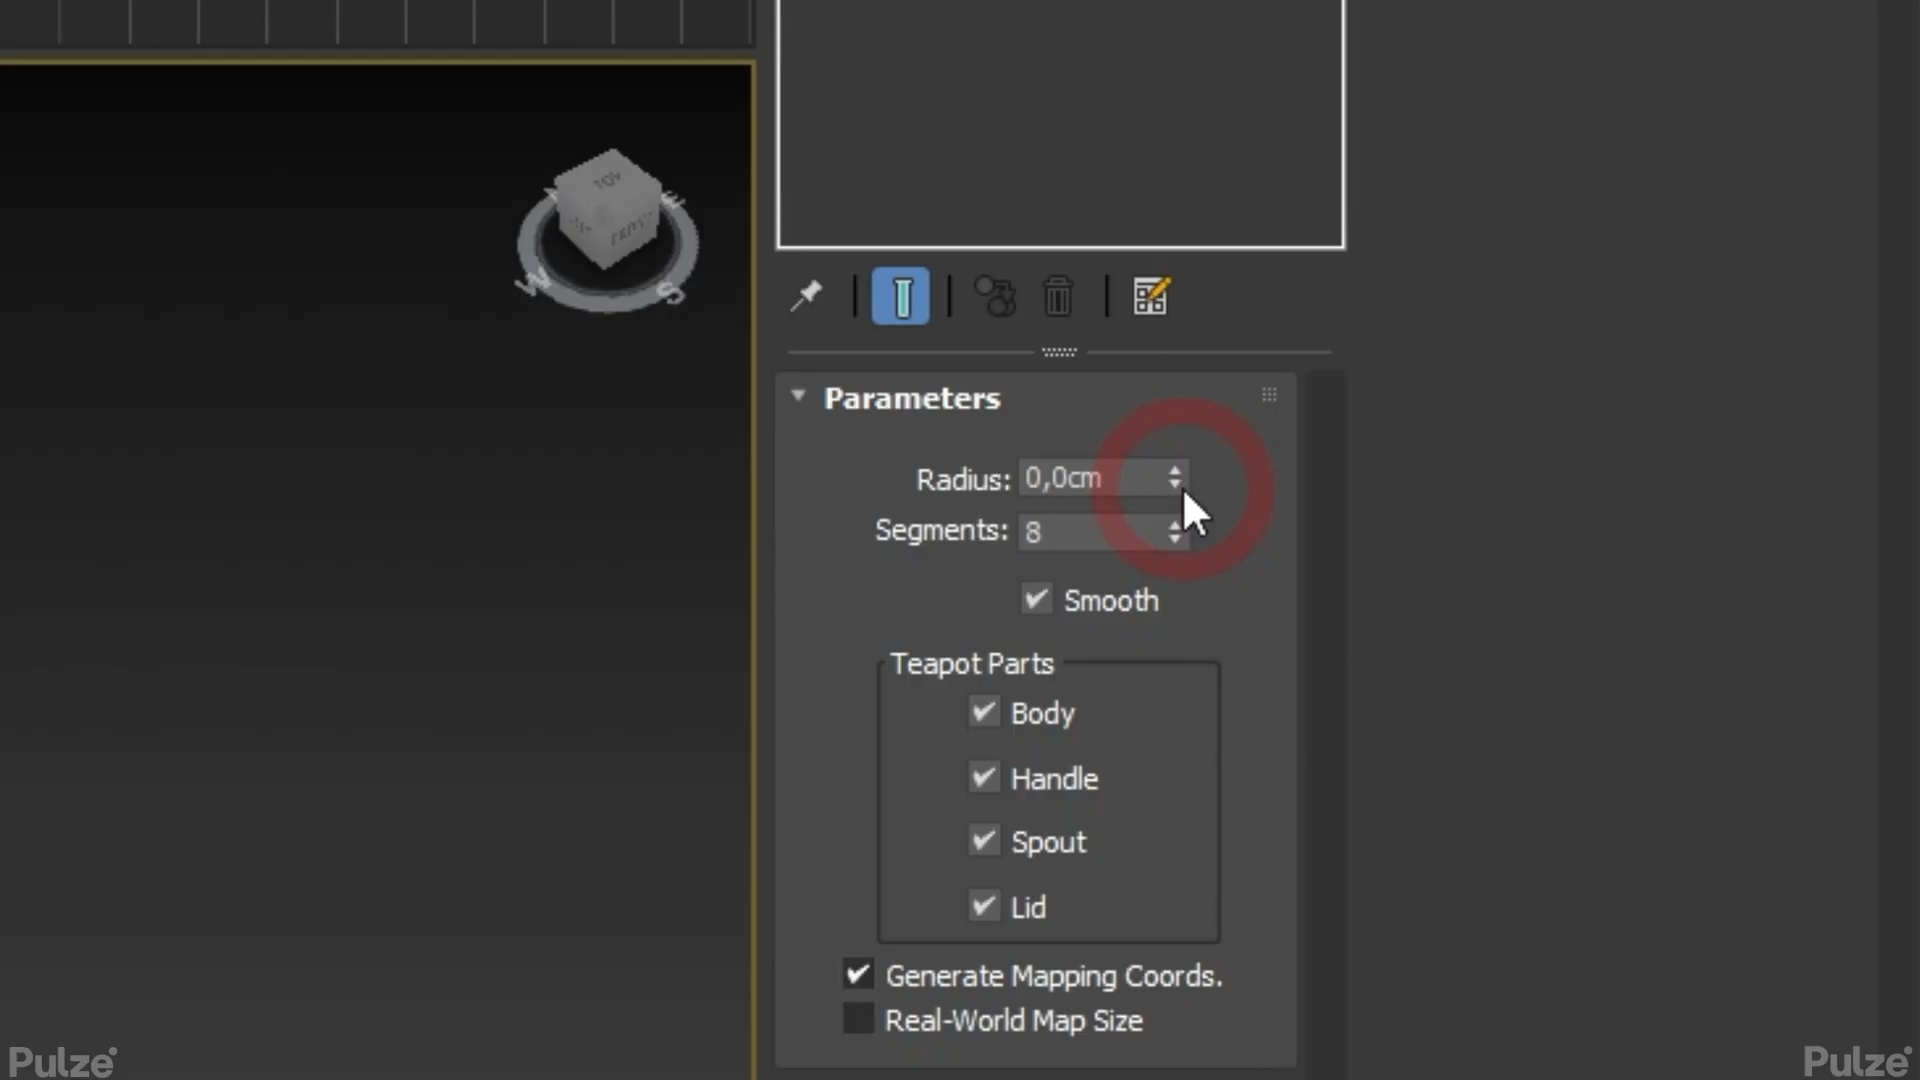 TOP
W
S
Parameters
Radius: 0,0cm
Segments: 8
Smooth
Teapot Parts
Body
Handle
Spout
Lid
Generate Mapping Coords.
Real-World Map Size
Pulze
Pulze